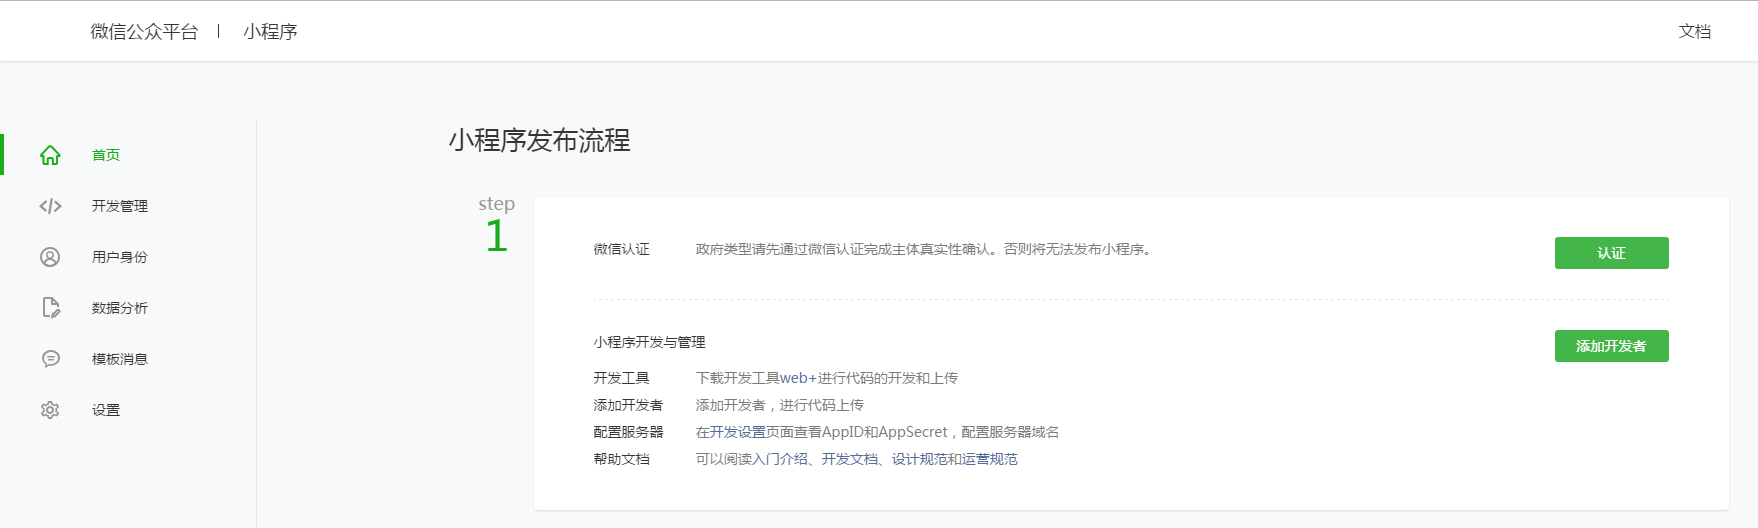 微信公众平台 | 小程序 文档
首页
开发管理
用户身份
数据分析
模板消息
设置
小程序发布流程
step
1
微信认证 政府类型请先通过微信认证完成主体真实性确认。否则将无法发布小程序。 认证
小程序开发与管理 添加开发者
开发工具 下载开发工具web+进行代码的开发和上传
添加开发者 添加开发者，进行代码上传
配置服务器 在开发设置页面查看AppID和AppSecret，配置服务器域名
帮助文档 可以阅读入门介绍、开发文档、设计规范和运营规范